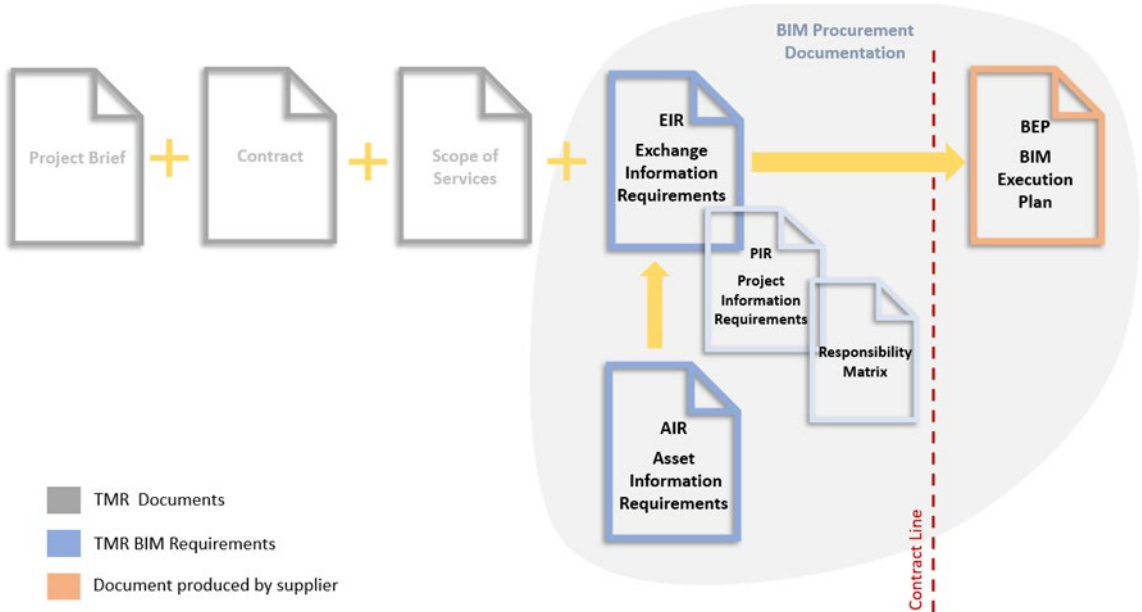 BIM Procurement
Documentation
Project Brief
Contract
Scope of
Services
EIR
Exchange
Information
Requirements
BEP
BIM
Execution
Plan
PIR
Project
Information
Requirements
Responsibility
Matrix
AIR
Asset
Information
Requirements
TMR Documents
TMR BIM Requirements
Document produced by supplier
Contract Line